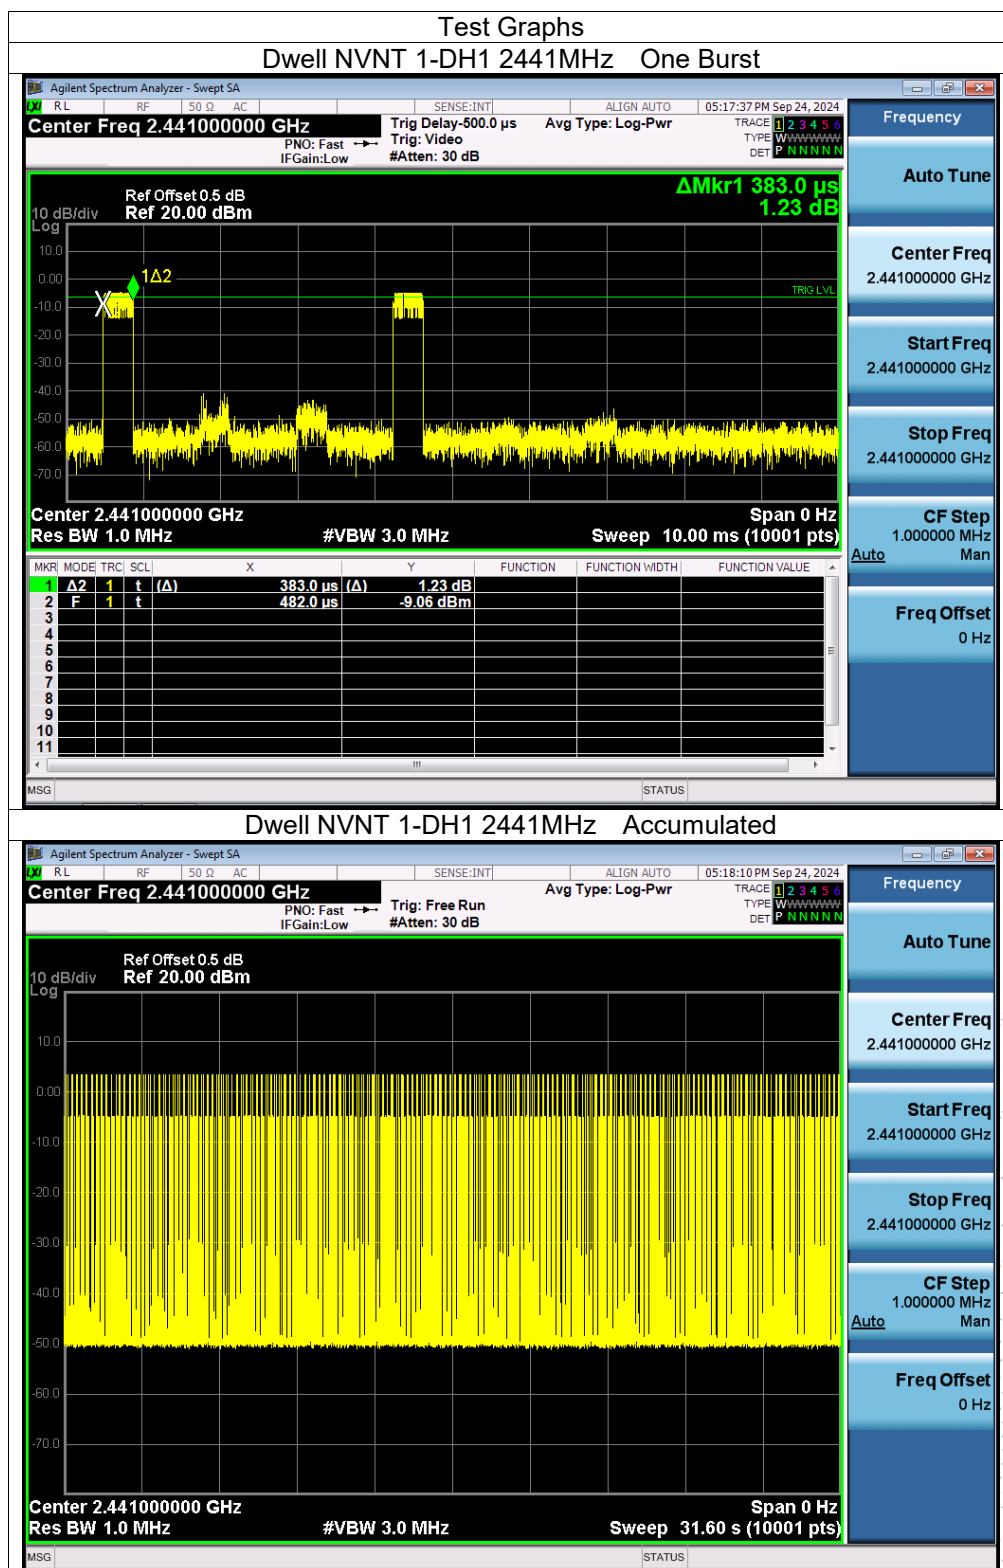 Test Graphs
Dwell NVNT 1-DH1 2441MHz One Burst
Agilent Spectrum Analyzer - Swept SA
LXI RL RF 50 Ω AC SENSE:INT ALIGN AUTO 05:17:37 PM Sep 24, 2024
Center Freq 2.441000000 GHz
PNO: Fast
IFGain:Low
Trig Delay-500.0 µs
Trig: Video
#Atten: 30 dB
Avg Type: Log-Pwr
TRACE 1 2 3 4 5 6
TYPE WWWWWW
DET P N N N N N
Frequency
Auto Tune
Center Freq
2.441000000 GHz
Start Freq
2.441000000 GHz
Stop Freq
2.441000000 GHz
CF Step
1.000000 MHz
Auto Man
Freq Offset
0 Hz
ΔMkr1 383.0 µs
1.23 dB
Ref Offset 0.5 dB
10 dB/div Ref 20.00 dBm
Log
10.0
0.00
-10.0
-20.0
-30.0
-40.0
-50.0
-60.0
-70.0
1Δ2
TRIG LVL
Center 2.441000000 GHz Span 0 Hz
Res BW 1.0 MHz #VBW 3.0 MHz Sweep 10.00 ms (10001 pts)
MKR MODE TRC SCL X Y FUNCTION FUNCTION WIDTH FUNCTION VALUE
1 Δ2 1 t (Δ) 383.0 µs (Δ) 1.23 dB
2 F 1 t 482.0 µs -9.06 dBm
3
4
5
6
7
8
9
10
11
MSG STATUS
Dwell NVNT 1-DH1 2441MHz Accumulated
Agilent Spectrum Analyzer - Swept SA
LXI RL RF 50 Ω AC SENSE:INT ALIGN AUTO 05:18:10 PM Sep 24, 2024
Center Freq 2.441000000 GHz
PNO: Fast
IFGain:Low
Trig: Free Run
#Atten: 30 dB
Avg Type: Log-Pwr
TRACE 1 2 3 4 5 6
TYPE WWWWWW
DET P N N N N N
Frequency
Auto Tune
Center Freq
2.441000000 GHz
Start Freq
2.441000000 GHz
Stop Freq
2.441000000 GHz
CF Step
1.000000 MHz
Auto Man
Freq Offset
0 Hz
Ref Offset 0.5 dB
10 dB/div Ref 20.00 dBm
Log
10.0
0.00
-10.0
-20.0
-30.0
-40.0
-50.0
-60.0
-70.0
Center 2.441000000 GHz Span 0 Hz
Res BW 1.0 MHz #VBW 3.0 MHz Sweep 31.60 s (10001 pts)
MSG STATUS